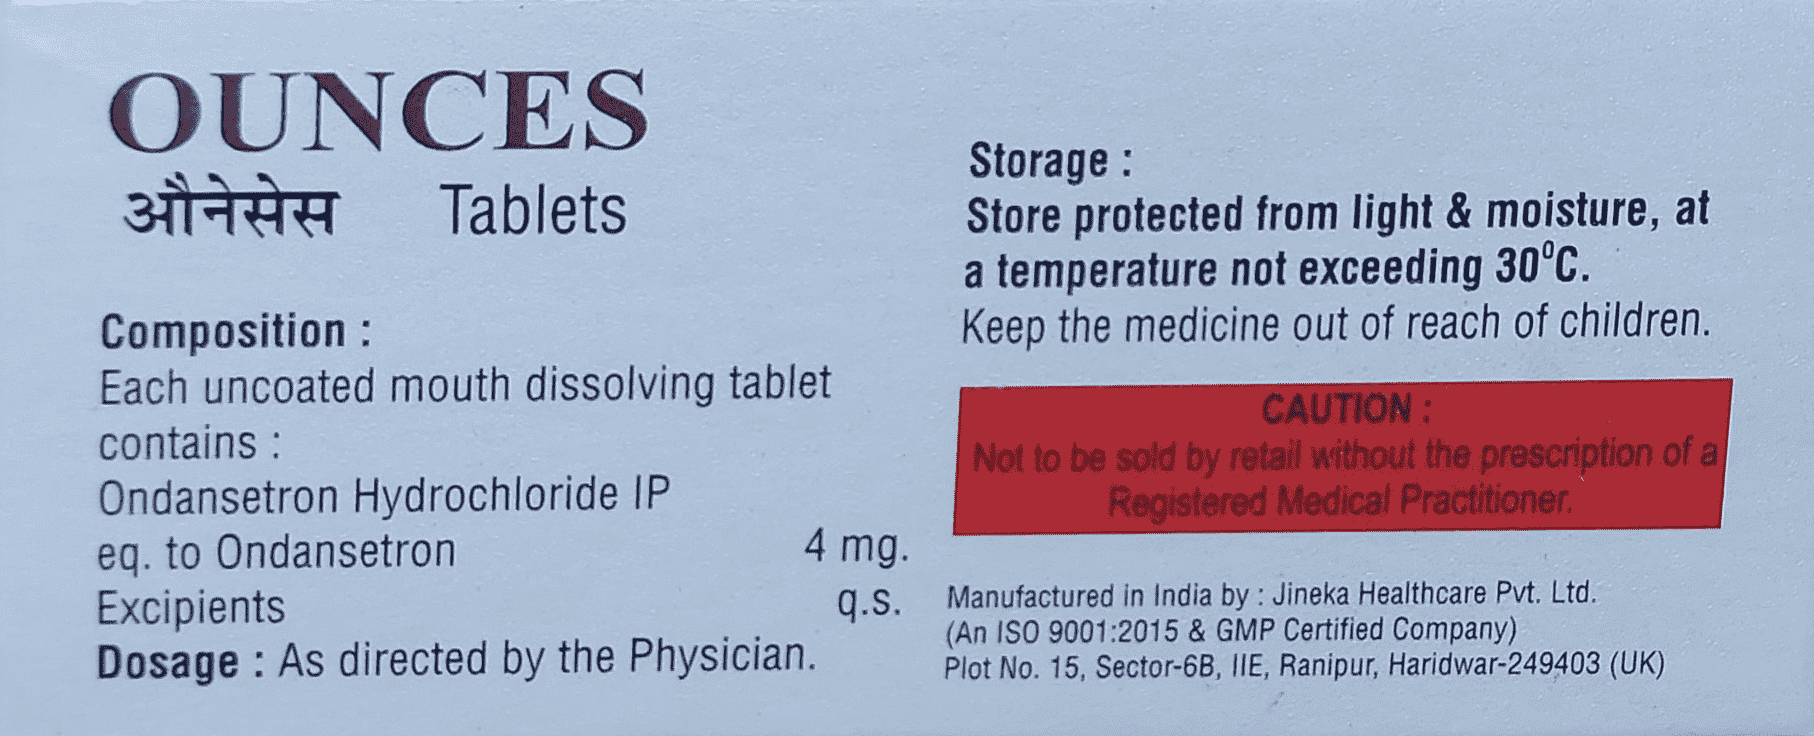 OUNCES
औनेसेस Tablets
Composition :
Each uncoated mouth dissolving tablet
contains :
Ondansetron Hydrochloride IP
eq. to Ondansetron 4 mg.
Excipients q.s.
Dosage : As directed by the Physician.
Storage :
Store protected from light & moisture, at
a temperature not exceeding 30⁰C.
Keep the medicine out of reach of children.
CAUTION :
Not to be sold by retail without the prescription of a
Registered Medical Practitioner.
Manufactured in India by : Jineka Healthcare Pvt. Ltd.
(An ISO 9001:2015 & GMP Certified Company)
Plot No. 15, Sector-6B, IIE, Ranipur, Haridwar-249403 (UK)